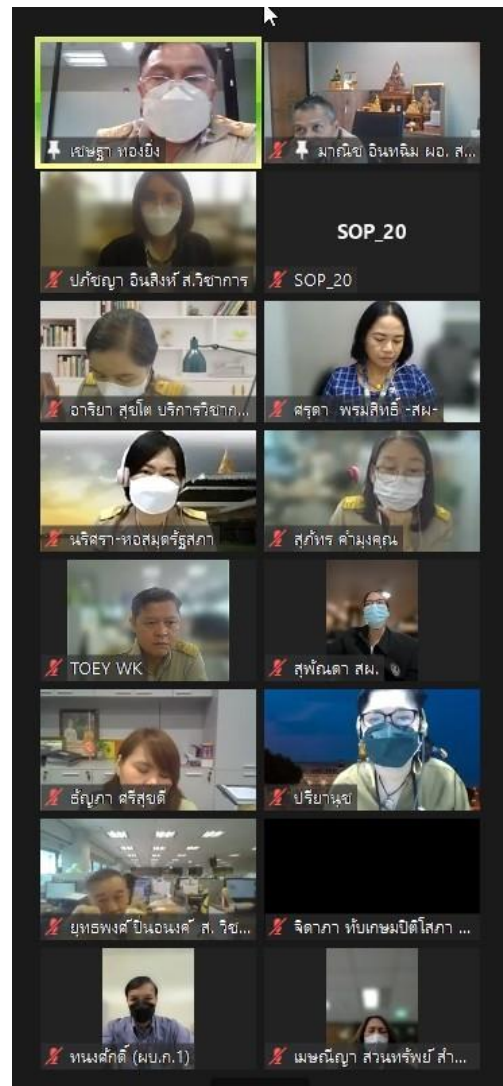 เชษฐา ทองยิ่ง
มาณิช อินทฉิม ผอ. ส...
ปภัชญา อินสิงห์ ส.วิชาการ
SOP_20
SOP_20
อาริยา สุขโต บริการวิชาก...
ศรุดา พรมสิทธิ์ -สผ-
นริศรา-หอสมุดรัฐสภา
สุภัทร คำมุงคุณ
TOEY WK
สุพัณดา สผ.
ธัญภา ศรีสุขดี
ปรียานุช
ยุทธพงศ์ ปิ่นอนงค์ ส. วิช...
จิดาภา ทับเกษมปิติโสภา ...
ทนงศักดิ์ (ผบ.ก.1)
เมษณีญา สวนทรัพย์ สำ...